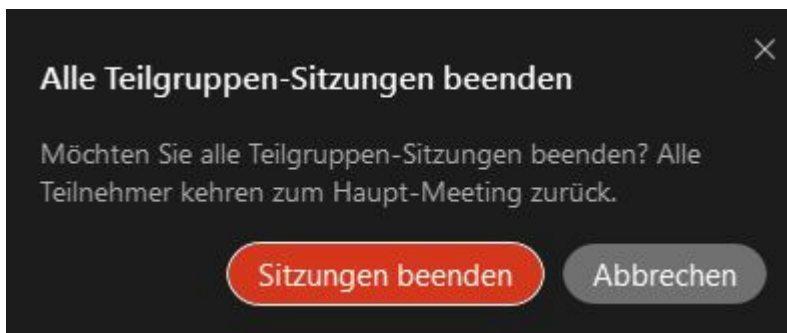 Alle Teilgruppen-Sitzungen beenden
Möchten Sie alle Teilgruppen-Sitzungen beenden? Alle
Teilnehmer kehren zum Haupt-Meeting zurück.
Sitzungen beenden Abbrechen